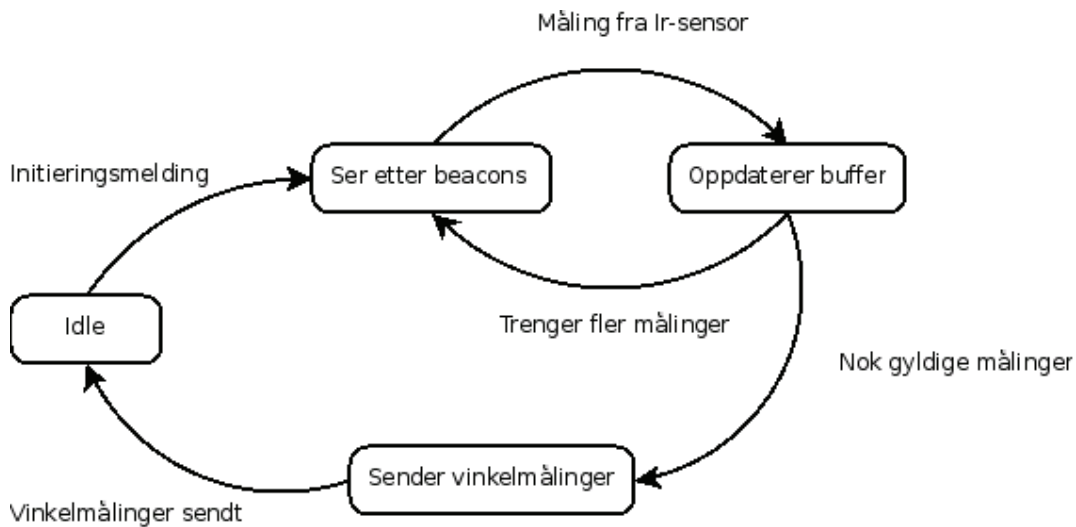 Måling fra Ir-sensor
Initieringsmelding
Ser etter beacons
Oppdaterer buffer
Idle
Trenger fler målinger
Nok gyldige målinger
Sender vinkelmålinger
Vinkelmålinger sendt